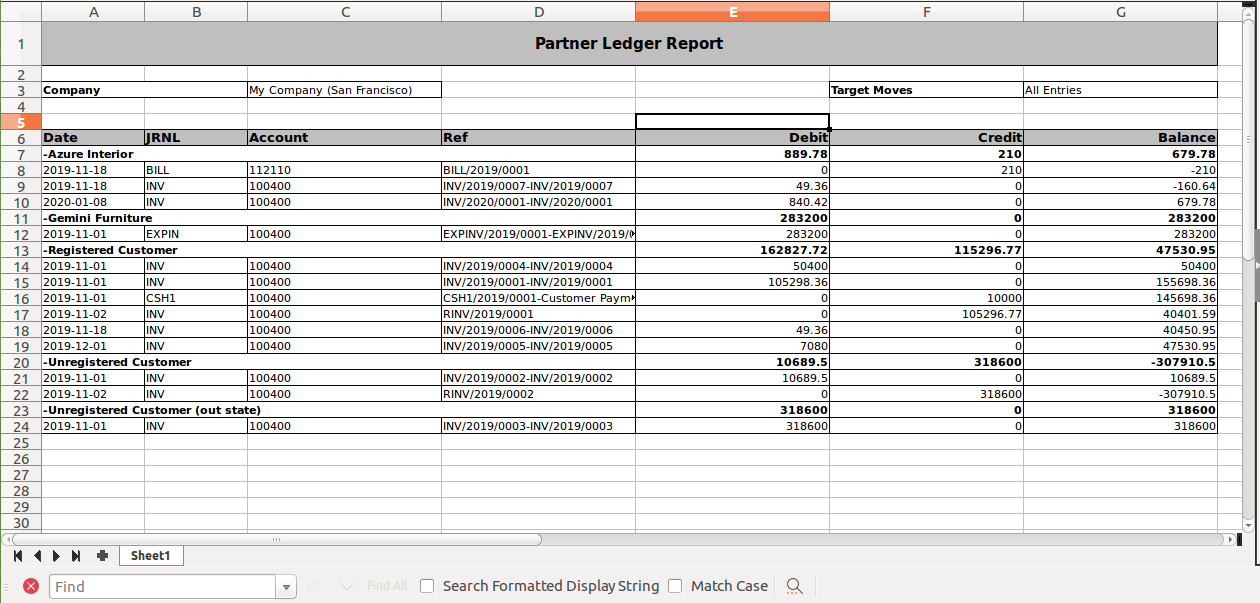 A B C D E F G
1 Partner Ledger Report
2
3 Company My Company (San Francisco) Target Moves All Entries
4
5
6 Date JRNL Account Ref Debit Credit Balance
7 -Azure Interior 889.78 210 679.78
8 2019-11-18 BILL 112110 BILL/2019/0001 0 210 -210
9 2019-11-18 INV 100400 INV/2019/0007-INV/2019/0007 49.36 0 -160.64
10 2020-01-08 INV 100400 INV/2020/0001-INV/2020/0001 840.42 0 679.78
11 -Gemini Furniture 283200 0 283200
12 2019-11-01 EXPIN 100400 EXPINV/2019/0001-EXPINV/2019/0 283200 0 283200
13 -Registered Customer 162827.72 115296.77 47530.95
14 2019-11-01 INV 100400 INV/2019/0004-INV/2019/0004 50400 0 50400
15 2019-11-01 INV 100400 INV/2019/0001-INV/2019/0001 105298.36 0 155698.36
16 2019-11-01 CSH1 100400 CSH1/2019/0001-Customer Paym 0 10000 145698.36
17 2019-11-02 INV 100400 RINV/2019/0001 0 105296.77 40401.59
18 2019-11-18 INV 100400 INV/2019/0006-INV/2019/0006 49.36 0 40450.95
19 2019-12-01 INV 100400 INV/2019/0005-INV/2019/0005 7080 0 47530.95
20 -Unregistered Customer 10689.5 318600 -307910.5
21 2019-11-01 INV 100400 INV/2019/0002-INV/2019/0002 10689.5 0 10689.5
22 2019-11-02 INV 100400 RINV/2019/0002 0 318600 -307910.5
23 -Unregistered Customer (out state) 318600 0 318600
24 2019-11-01 INV 100400 INV/2019/0003-INV/2019/0003 318600 0 318600
25
26
27
28
29
30
Sheet1
Find Find All Search Formatted Display String Match Case